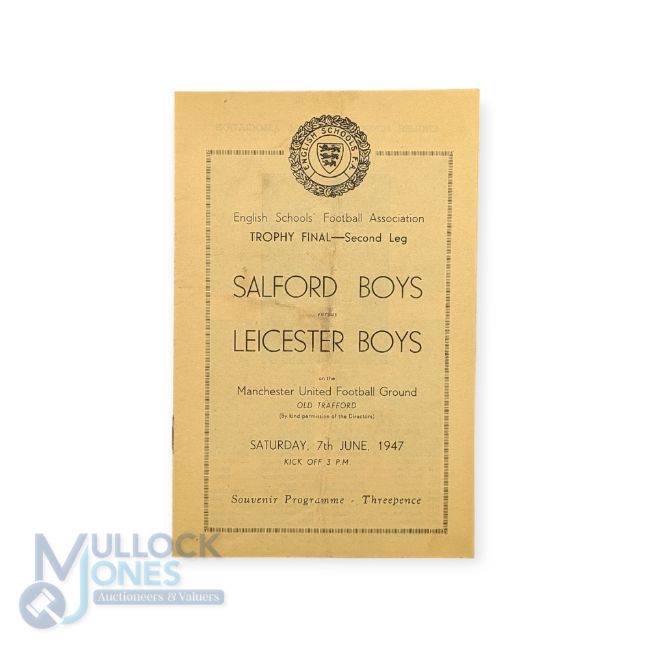 ENGLISH SCHOOLS F.A.
English Schools' Football Association
TROPHY FINAL—Second Leg
SALFORD BOYS
versus
LEICESTER BOYS
on the
Manchester United Football Ground
OLD TRAFFORD
(By kind permission of the Directors)
SATURDAY, 7th JUNE, 1947
KICK OFF 3 P.M.
Souvenir Programme - Threepence
MULLOCK
JONES
Auctioneers & Valuers